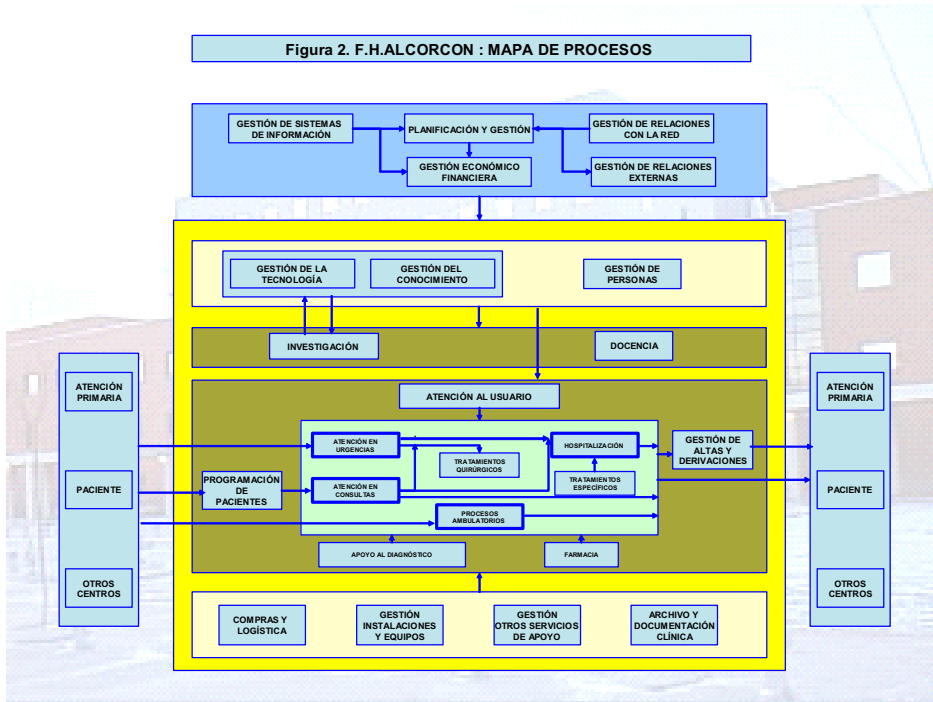 Figura 2. F.H.ALCORCON : MAPA DE PROCESOS
GESTIÓN DE SISTEMAS
DE INFORMACIÓN
PLANIFICACIÓN Y GESTIÓN
GESTIÓN DE RELACIONES
CON LA RED
GESTIÓN ECONÓMICO
FINANCIERA
GESTIÓN DE RELACIONES
EXTERNAS
GESTIÓN DE LA
TECNOLOGÍA
GESTIÓN DEL
CONOCIMIENTO
GESTIÓN DE
PERSONAS
INVESTIGACIÓN
DOCENCIA
ATENCIÓN
PRIMARIA
PACIENTE
OTROS
CENTROS
ATENCIÓN AL USUARIO
ATENCIÓN EN
URGENCIAS
HOSPITALIZACIÓN
GESTIÓN DE
ALTAS Y
DERIVACIONES
TRATAMIENTOS
QUIRÚRGICOS
PROGRAMACIÓN
DE
PACIENTES
ATENCIÓN EN
CONSULTAS
TRATAMIENTOS
ESPECÍFICOS
PROCESOS
AMBULATORIOS
APOYO AL DIAGNÓSTICO
FARMACIA
ATENCIÓN
PRIMARIA
PACIENTE
OTROS
CENTROS
COMPRAS Y
LOGÍSTICA
GESTIÓN
INSTALACIONES
Y EQUIPOS
GESTIÓN
OTROS SERVICIOS
DE APOYO
ARCHIVO Y
DOCUMENTACIÓN
CLÍNICA